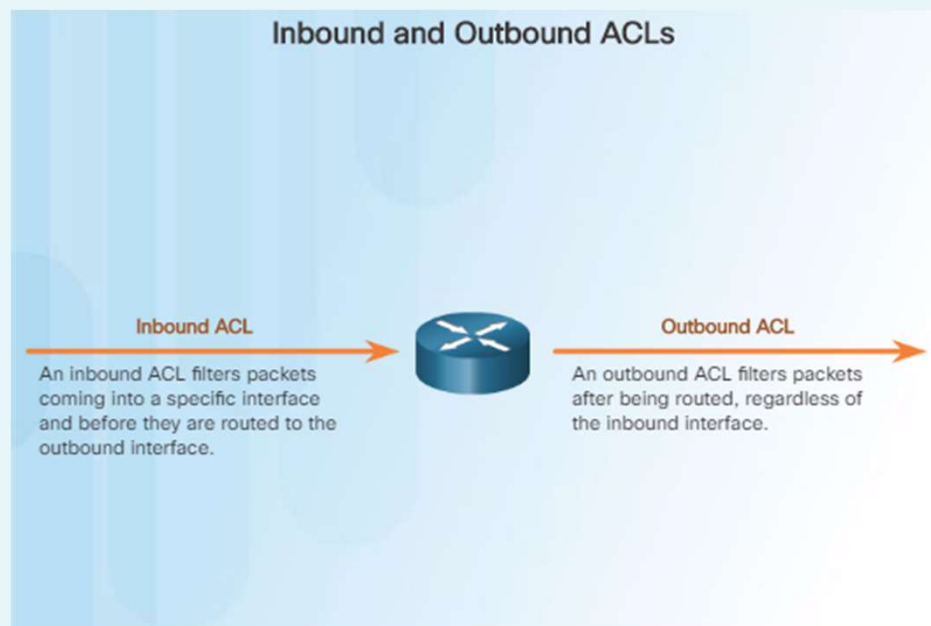 Inbound and Outbound ACLs
Inbound ACL
An inbound ACL filters packets
coming into a specific interface
and before they are routed to the
outbound interface.
Outbound ACL
An outbound ACL filters packets
after being routed, regardless of
the inbound interface.